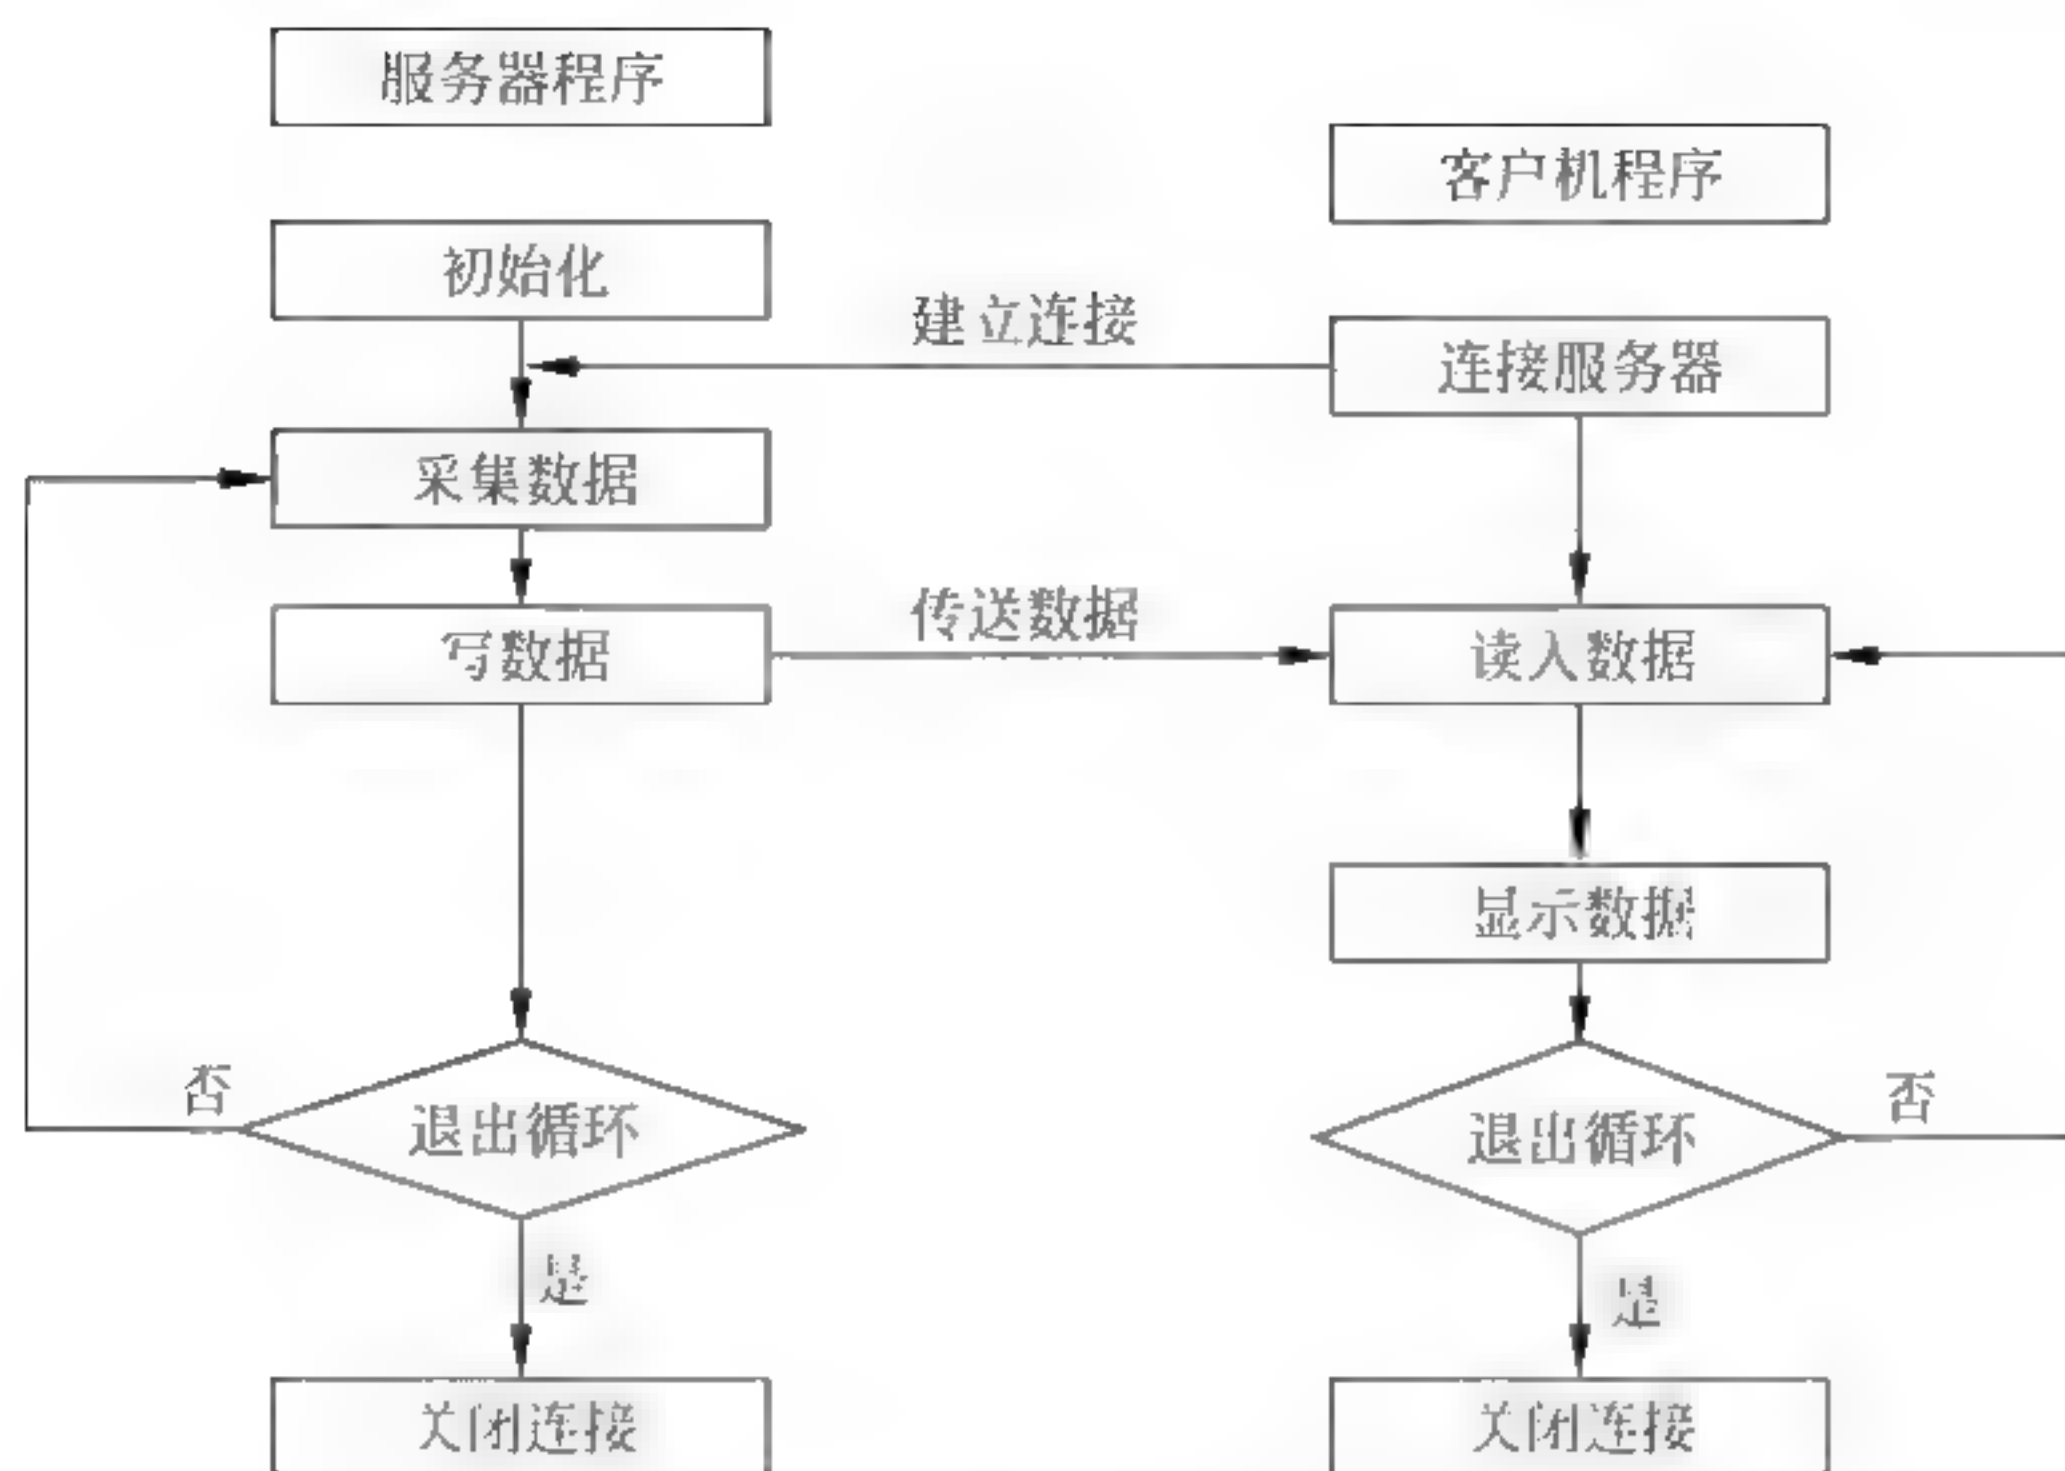 服务器程序
客户机程序
初始化
建立连接
连接服务器
采集数据
传送数据
写数据
读入数据
显示数据
否
退出循环
否
退出循环
是
是
关闭连接
关闭连接